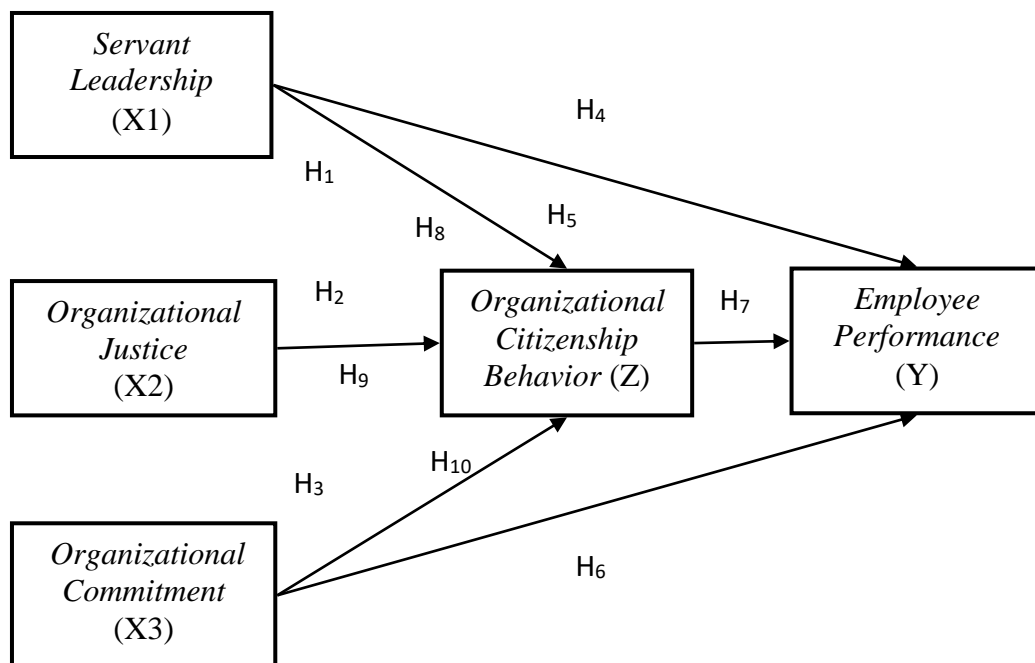 Servant
Leadership
(X1)
H4
H1
H5
H8
Organizational
Justice
(X2)
H2
H9
Organizational
Citizenship
Behavior (Z)
H7
Employee
Performance
(Y)
H10
H3
Organizational
Commitment
(X3)
H6